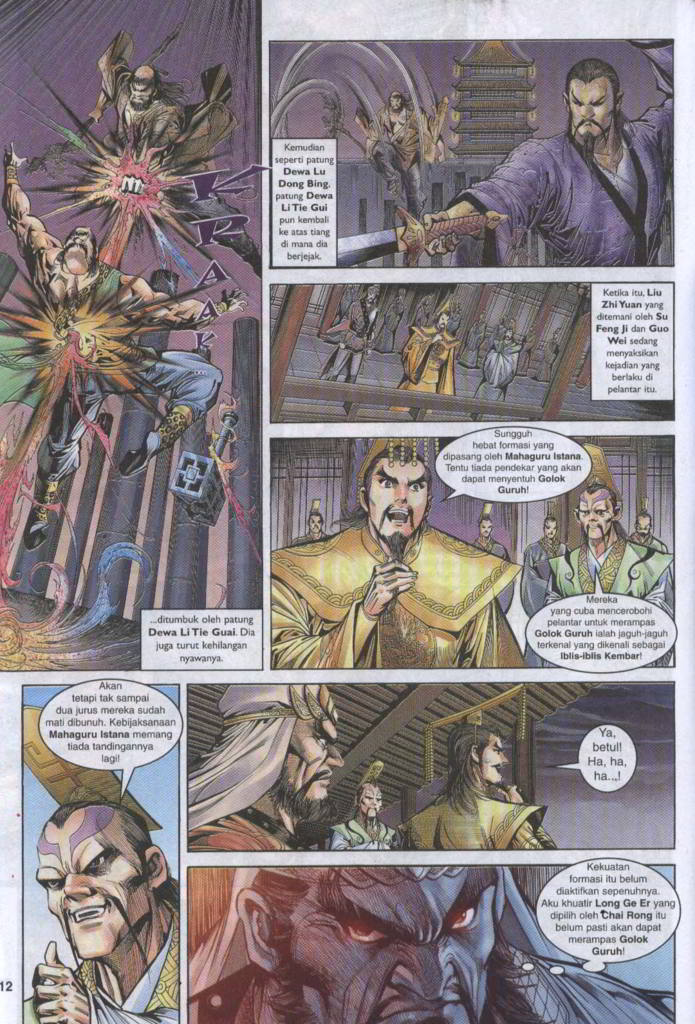 KRAAK
...ditumbuk oleh patung
Dewa Li Tie Guai. Dia
juga turut kehilangan
nyawanya.
Kemudian
seperti patung
Dewa Lu
Dong Bing,
patung Dewa
Li Tie Gui
pun kembali
ke atas tiang
di mana dia
berjejak.
Ketika itu, Liu
Zhi Yuan yang
ditemani oleh Su
Feng Ji dan Guo
Wei sedang
menyaksikan
kejadian yang
berlaku di
pelantar itu.
Sungguh
hebat formasi yang
dipasang oleh Mahaguru Istana.
Tentu tiada pendekar yang akan
dapat menyentuh Golok
Guruh!
Mereka
yang cuba mencerobohi
pelantar untuk merampas
Golok Guruh ialah jaguh-jaguh
terkenal yang dikenali sebagai
Iblis-iblis Kembar!
Akan
tetapi tak sampai
dua jurus mereka sudah
mati dibunuh. Kebijaksanaan
Mahaguru Istana memang
tiada tandingannya
lagi!
Ya,
betul!
Ha, ha,
ha...!
Kekuatan
formasi itu belum
diaktifkan sepenuhnya.
Aku khuatir Long Ge Er yang
dipilih oleh Chai Rong itu
belum pasti akan dapat
merampas Golok
Guruh!
12